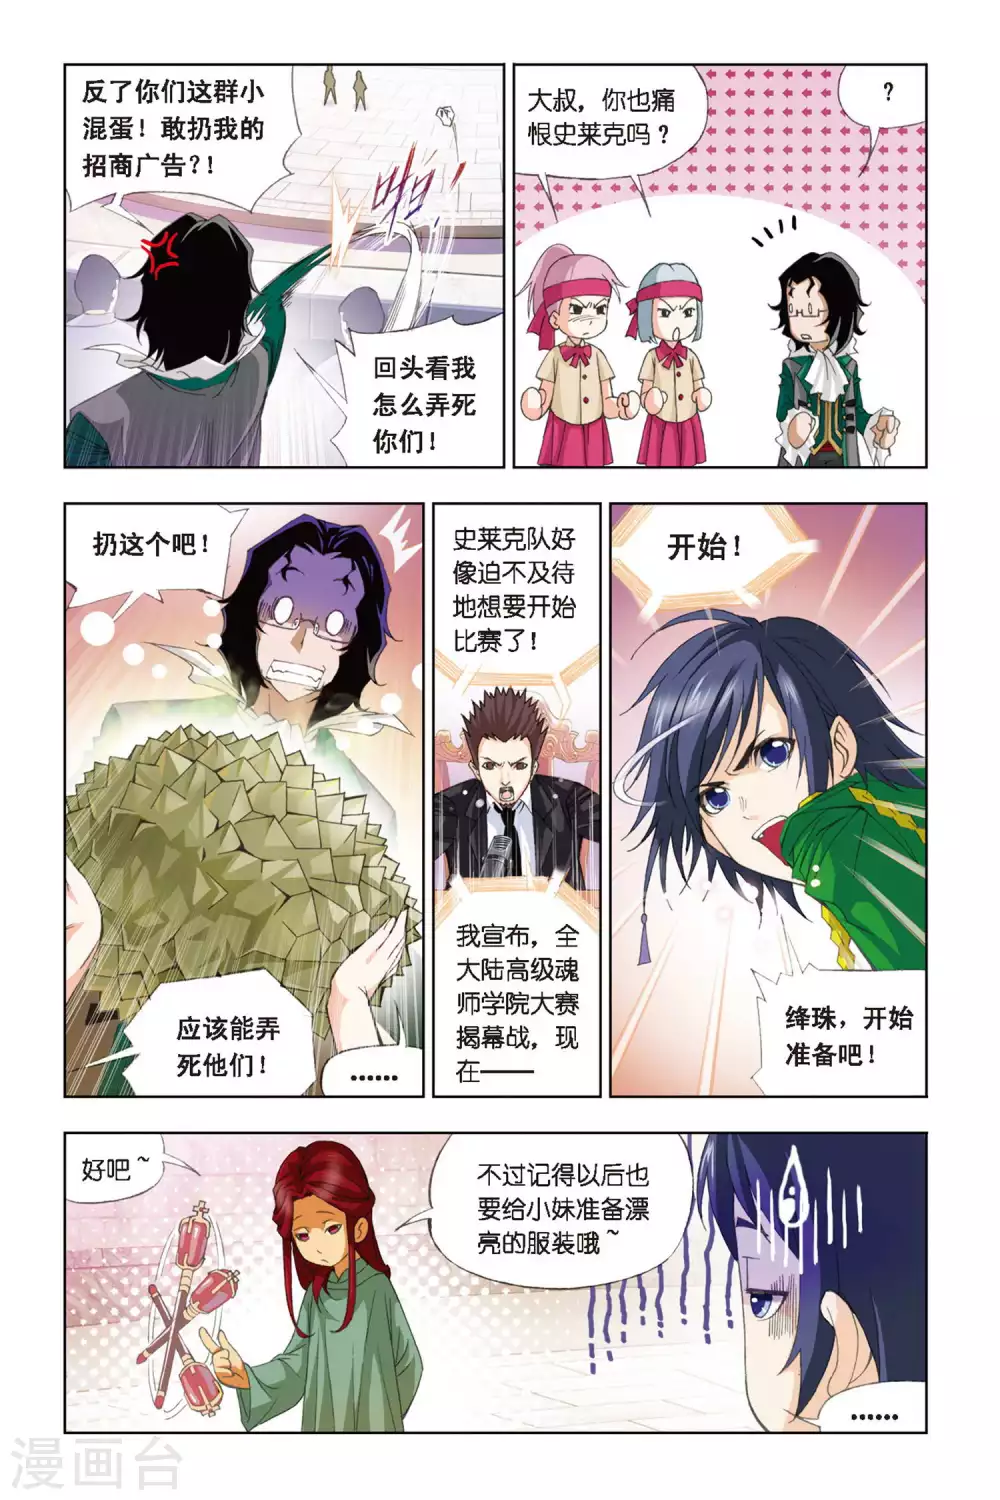 反了你们这群小
混蛋！敢扔我的
招商广告？！
回头看我
怎么弄死
你们！
大叔，你也痛
恨史莱克吗？
？
扔这个吧！
应该能弄
死他们！
……
史莱克队好
像迫不及待
地想要开始
比赛了！
我宣布，全
大陆高级魂
师学院大赛
揭幕战，现
在——
开始！
绛珠，开始
准备吧！
好吧~
不过记得以后也
要给小妹准备漂
亮的服装哦~
……
漫画台